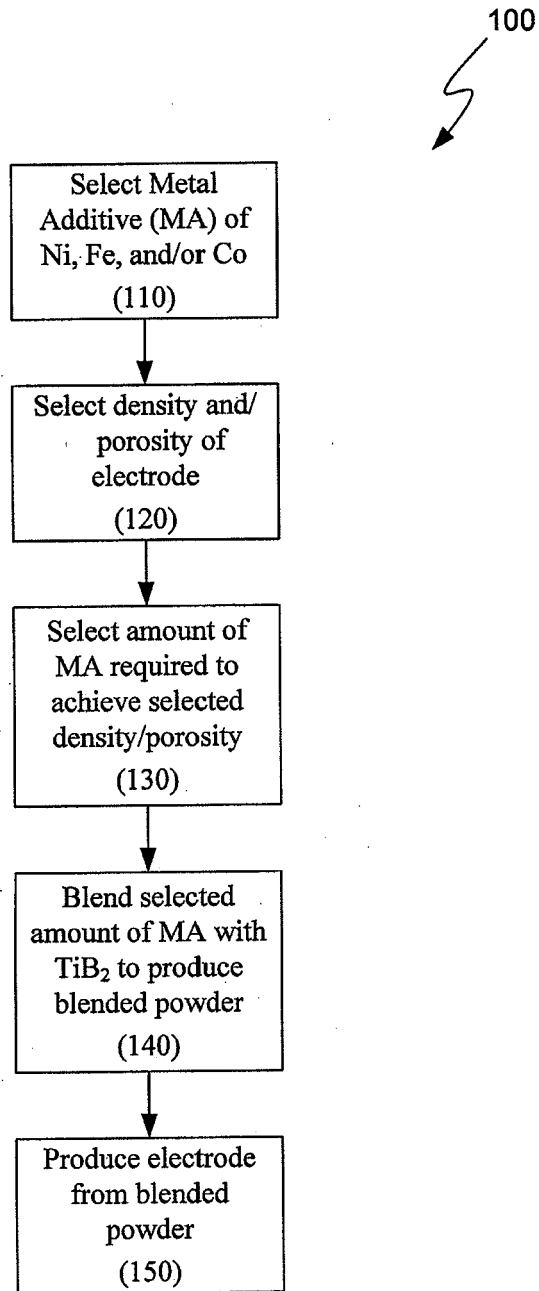 100
Select Metal
Additive (MA) of
Ni, Fe, and/or Co
(110)
Select density and/
porosity of
electrode
(120)
Select amount of
MA required to
achieve selected
density/porosity
(130)
Blend selected
amount of MA with
TiB₂ to produce
blended powder
(140)
Produce electrode
from blended
powder
(150)